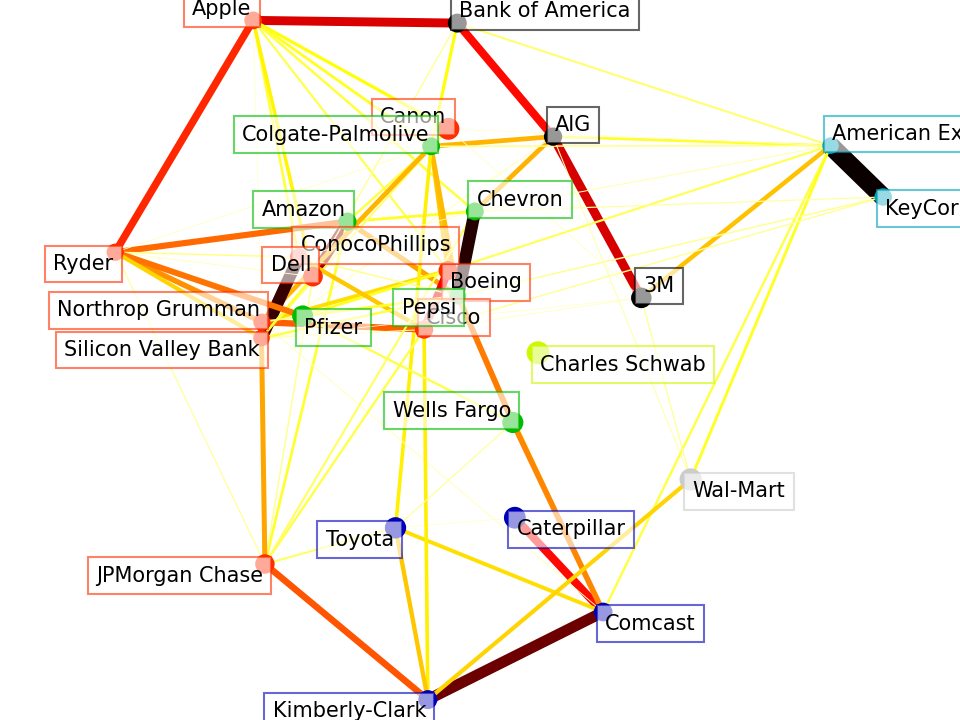 Apple
Bank of America
Canon
AIG
Colgate-Palmolive
American Ex
Chevron
Amazon
KeyCor
ConocoPhillips
Ryder
Dell
Boeing
3M
Northrop Grumman
Pepsi
Cisco
Pfizer
Silicon Valley Bank
Charles Schwab
Wells Fargo
Wal-Mart
Caterpillar
Toyota
JPMorgan Chase
Comcast
Kimberly-Clark